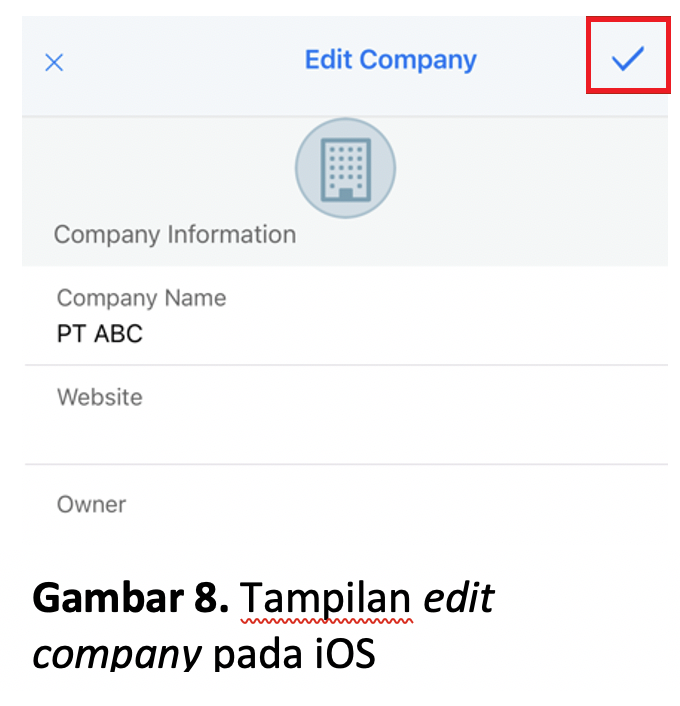 Edit Company
Company Information
Company Name
PT ABC
Website
Owner
Gambar 8. Tampilan edit
company pada iOS